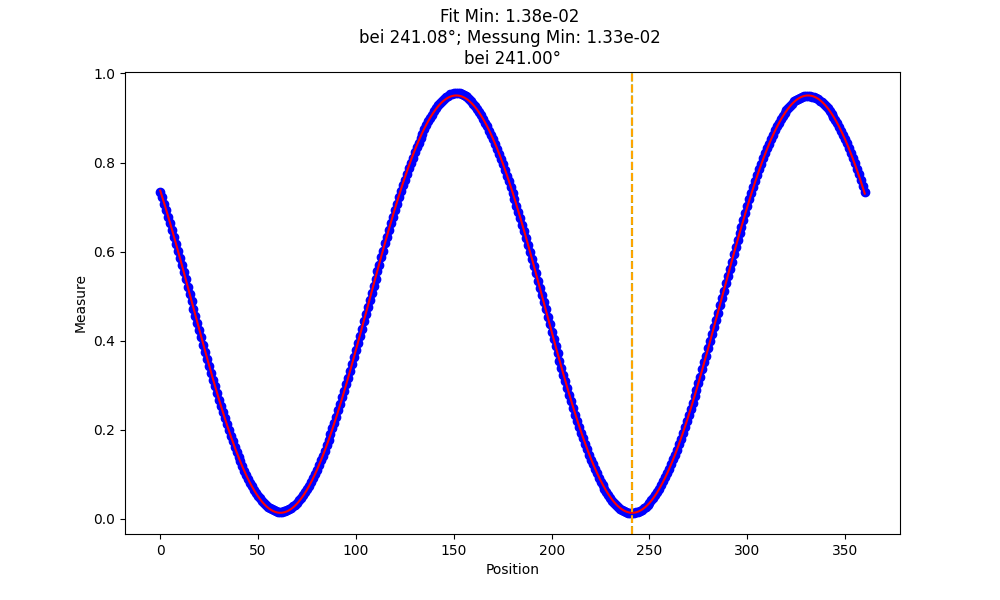 Fit Min: 1.38e-02
bei 241.08°; Messung Min: 1.33e-02
bei 241.00°
1.0
0.8
0.6
0.4
0.2
0.0
Measure
0 50 100 150 200 250 300 350
Position